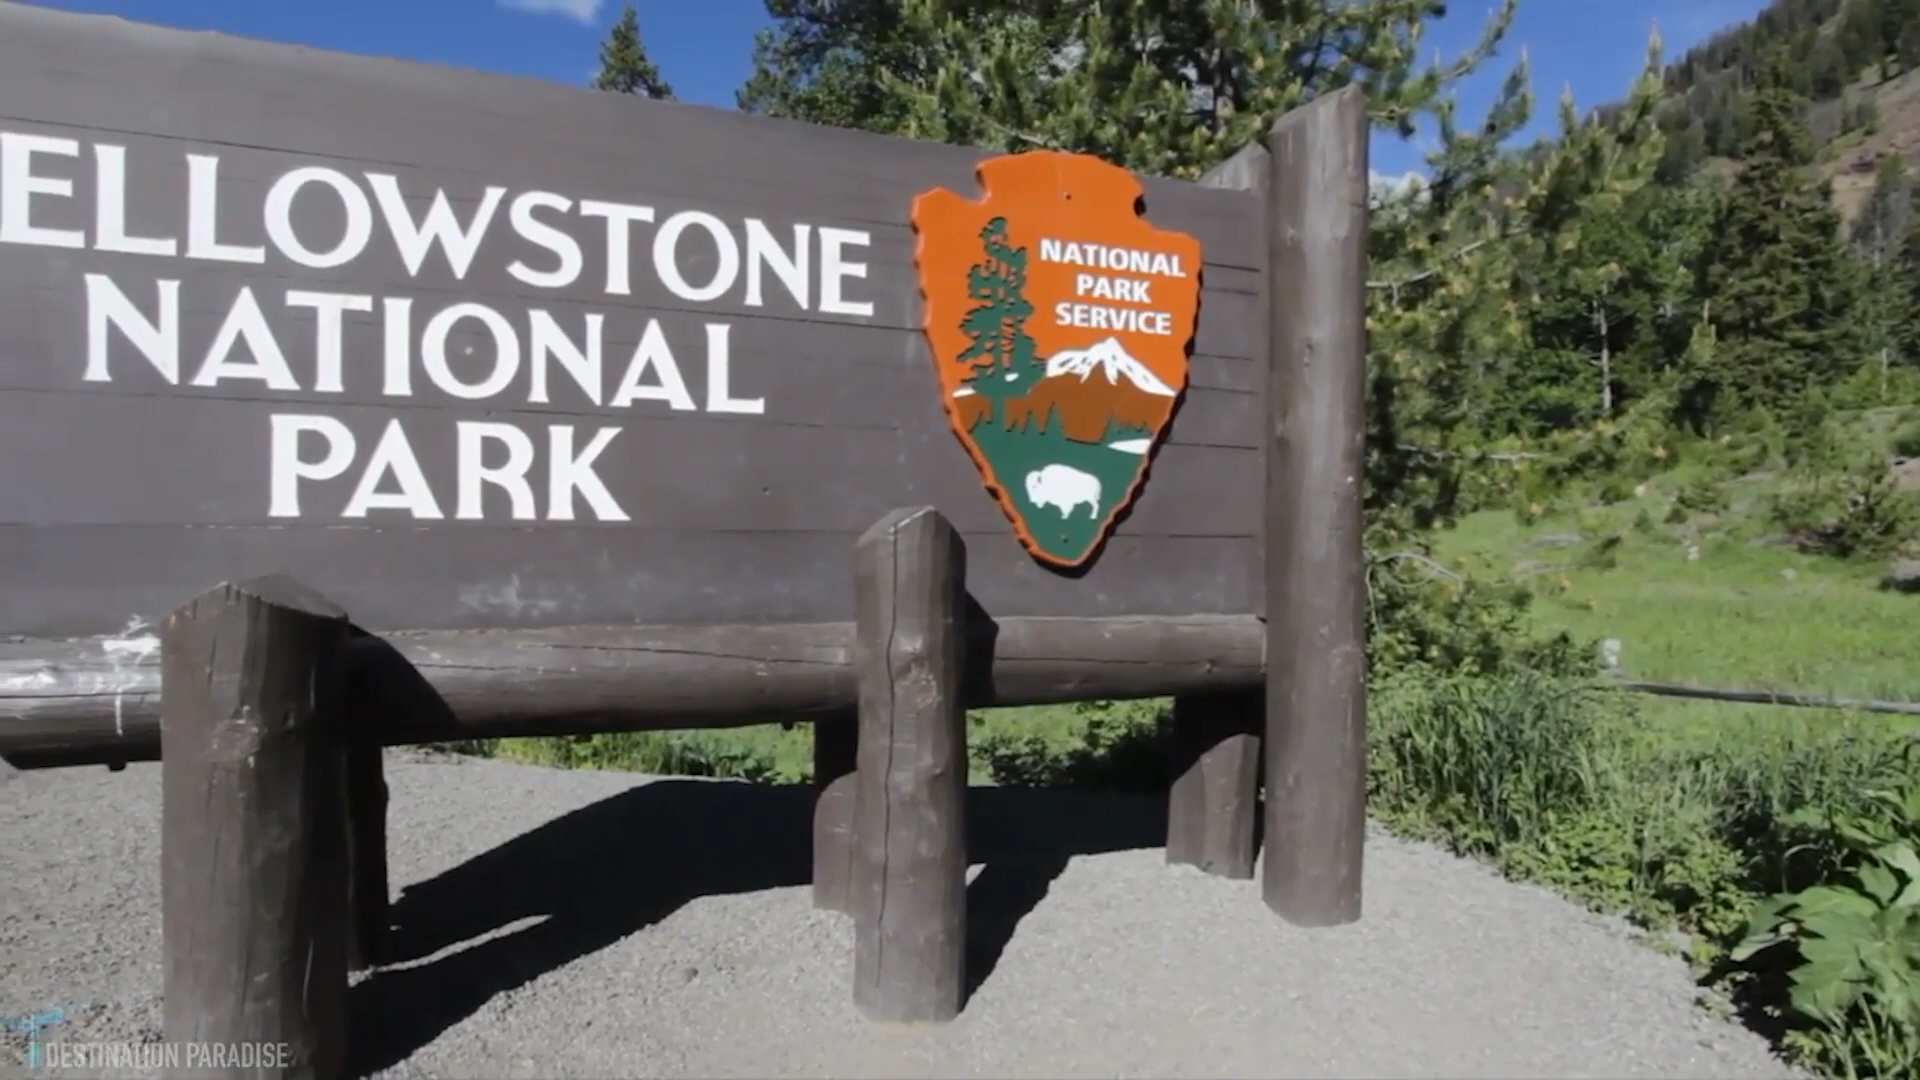 ELLOWSTONE
NATIONAL
PARK
NATIONAL
PARK
SERVICE
DESTINATION PARADISE